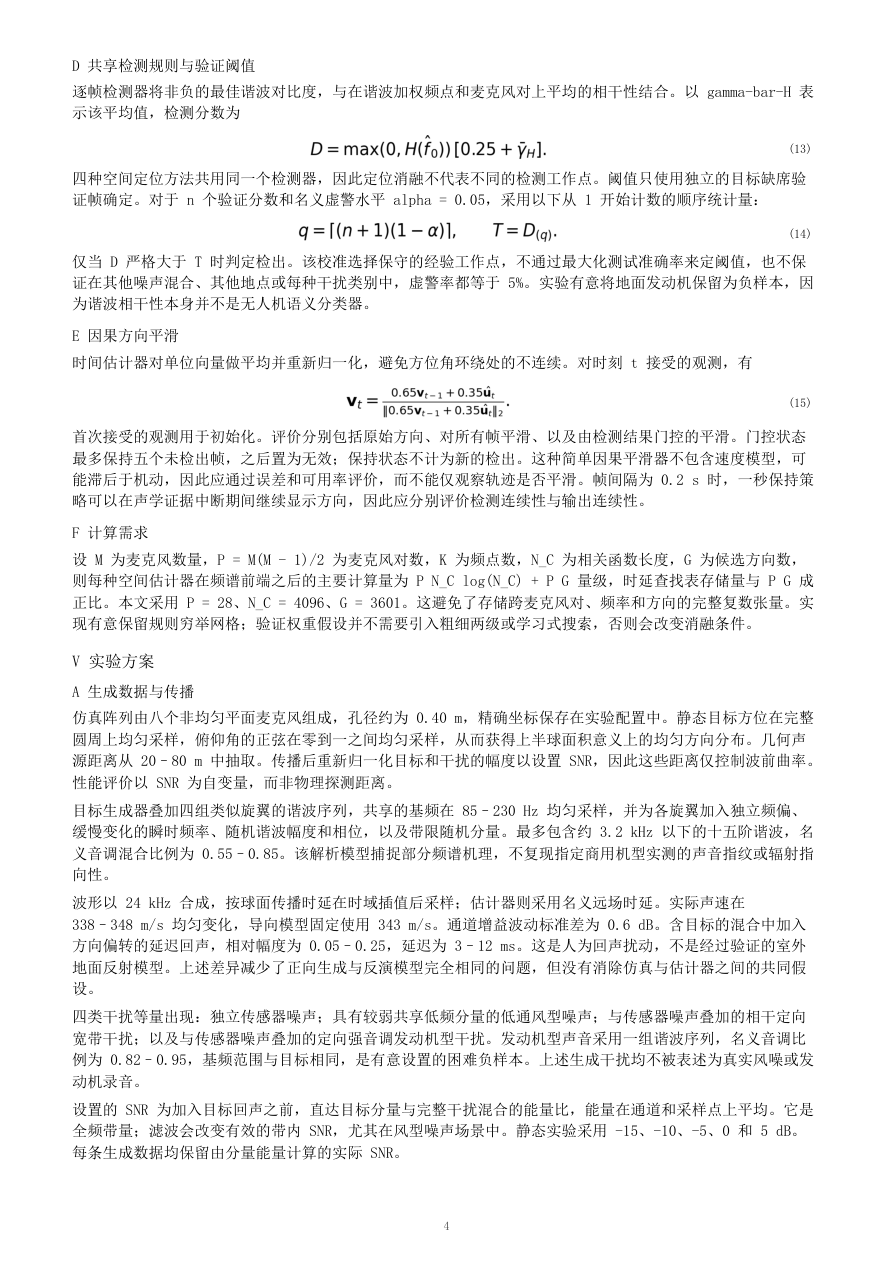 D 共享检测规则与验证阈值
逐帧检测器将非负的最佳谐波对比度，与在谐波加权频点和麦克风对上平均的相干性结合。以 gamma-bar-H 表
示该平均值，检测分数为
D = max(0, H(f̂₀)) [0.25 + γ̄_H]. (13)
四种空间定位方法共用同一个检测器，因此定位消融不代表不同的检测工作点。阈值只使用独立的目标缺席验
证帧确定。对于 n 个验证分数和名义虚警水平 alpha = 0.05，采用以下从 1 开始计数的顺序统计量：
q = ⌈(n + 1)(1 − α)⌉, T = D_(q). (14)
仅当 D 严格大于 T 时判定检出。该校准选择保守的经验工作点，不通过最大化测试准确率来定阈值，也不保
证在其他噪声混合、其他地点或每种干扰类别中，虚警率都等于 5%。实验有意将地面发动机保留为负样本，因
为谐波相干性本身并不是无人机语义分类器。
E 因果方向平滑
时间估计器对单位向量做平均并重新归一化，避免方位角环绕处的不连续。对时刻 t 接受的观测，有
v_t = (0.65v_{t−1} + 0.35û_t) / ‖0.65v_{t−1} + 0.35û_t‖₂. (15)
首次接受的观测用于初始化。评价分别包括原始方向、对所有帧平滑、以及由检测结果门控的平滑。门控状态
最多保持五个未检出帧，之后置为无效；保持状态不计为新的检出。这种简单因果平滑器不包含速度模型，可
能滞后于机动，因此应通过误差和可用率评价，而不能仅观察轨迹是否平滑。帧间隔为 0.2 s 时，一秒保持策
略可以在声学证据中断期间继续显示方向，因此应分别评价检测连续性与输出连续性。
F 计算需求
设 M 为麦克风数量，P = M(M - 1)/2 为麦克风对数，K 为频点数，N_C 为相关函数长度，G 为候选方向数，
则每种空间估计器在频谱前端之后的主要计算量为 P N_C log(N_C) + P G 量级，时延查找表存储量与 P G 成
正比。本文采用 P = 28、N_C = 4096、G = 3601。这避免了存储跨麦克风对、频率和方向的完整复数张量。实
现有意保留规则穷举网格；验证权重假设并不需要引入粗细两级或学习式搜索，否则会改变消融条件。
V 实验方案
A 生成数据与传播
仿真阵列由八个非均匀平面麦克风组成，孔径约为 0.40 m，精确坐标保存在实验配置中。静态目标方位在完整
圆周上均匀采样，俯仰角的正弦在零到一之间均匀采样，从而获得上半球面积意义上的均匀方向分布。几何声
源距离从 20–80 m 中抽取。传播后重新归一化目标和干扰的幅度以设置 SNR，因此这些距离仅控制波前曲率。
性能评价以 SNR 为自变量，而非物理探测距离。
目标生成器叠加四组类似旋翼的谐波序列，共享的基频在 85–230 Hz 均匀采样，并为各旋翼加入独立频偏、
缓慢变化的瞬时频率、随机谐波幅度和相位，以及带限随机分量。最多包含约 3.2 kHz 以下的十五阶谐波，名
义音调混合比例为 0.55–0.85。该解析模型捕捉部分频谱机理，不复现指定商用机型实测的声音指纹或辐射指
向性。
波形以 24 kHz 合成，按球面传播时延在时域插值后采样；估计器则采用名义远场时延。实际声速在
338–348 m/s 均匀变化，导向模型固定使用 343 m/s。通道增益波动标准差为 0.6 dB。含目标的混合中加入
方向偏转的延迟回声，相对幅度为 0.05–0.25，延迟为 3–12 ms。这是人为回声扰动，不是经过验证的室外
地面反射模型。上述差异减少了正向生成与反演模型完全相同的问题，但没有消除仿真与估计器之间的共同假
设。
四类干扰等量出现：独立传感器噪声；具有较弱共享低频分量的低通风型噪声；与传感器噪声叠加的相干定向
宽带干扰；以及与传感器噪声叠加的定向强音调发动机型干扰。发动机型声音采用一组谐波序列，名义音调比
例为 0.82–0.95，基频范围与目标相同，是有意设置的困难负样本。上述生成干扰均不被表述为真实风噪或发
动机录音。
设置的 SNR 为加入目标回声之前，直达目标分量与完整干扰混合的能量比，能量在通道和采样点上平均。它是
全频带量；滤波会改变有效的带内 SNR，尤其在风型噪声场景中。静态实验采用 -15、-10、-5、0 和 5 dB。
每条生成数据均保留由分量能量计算的实际 SNR。
4